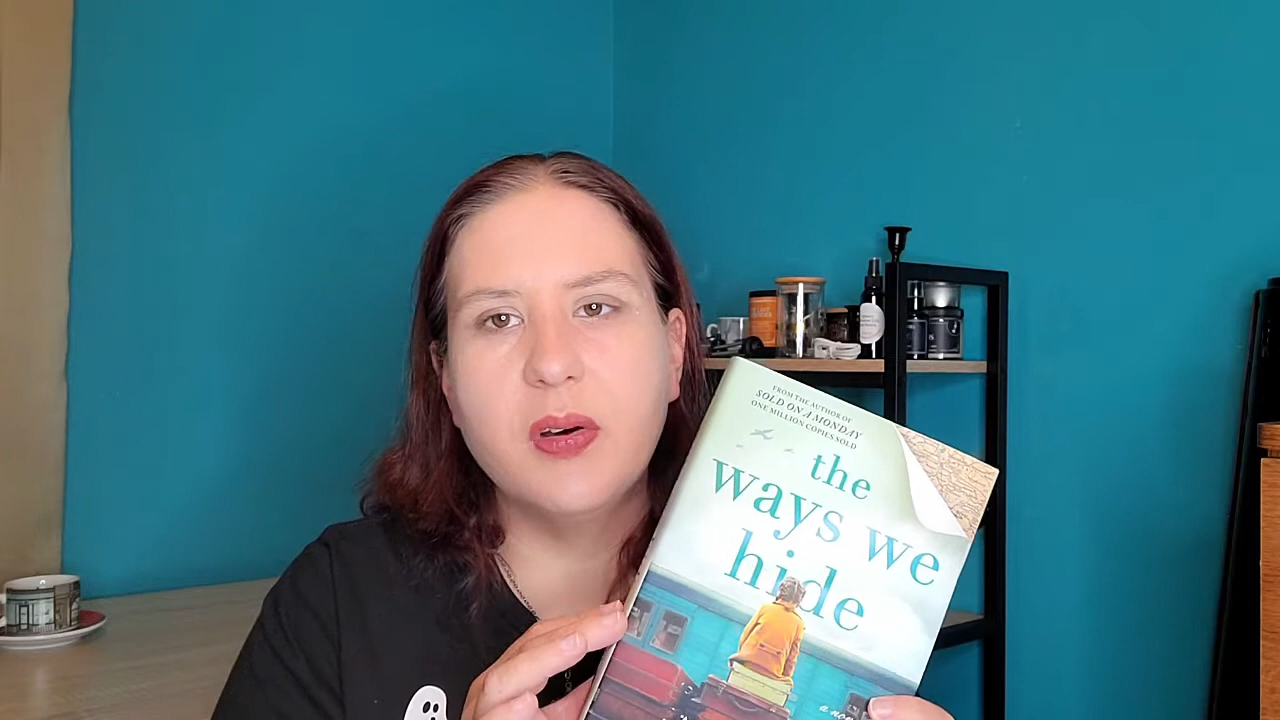 FROM THE AUTHOR OF
SOLD ON A MONDAY
ONE MILLION COPIES SOLD
the
ways we
hide